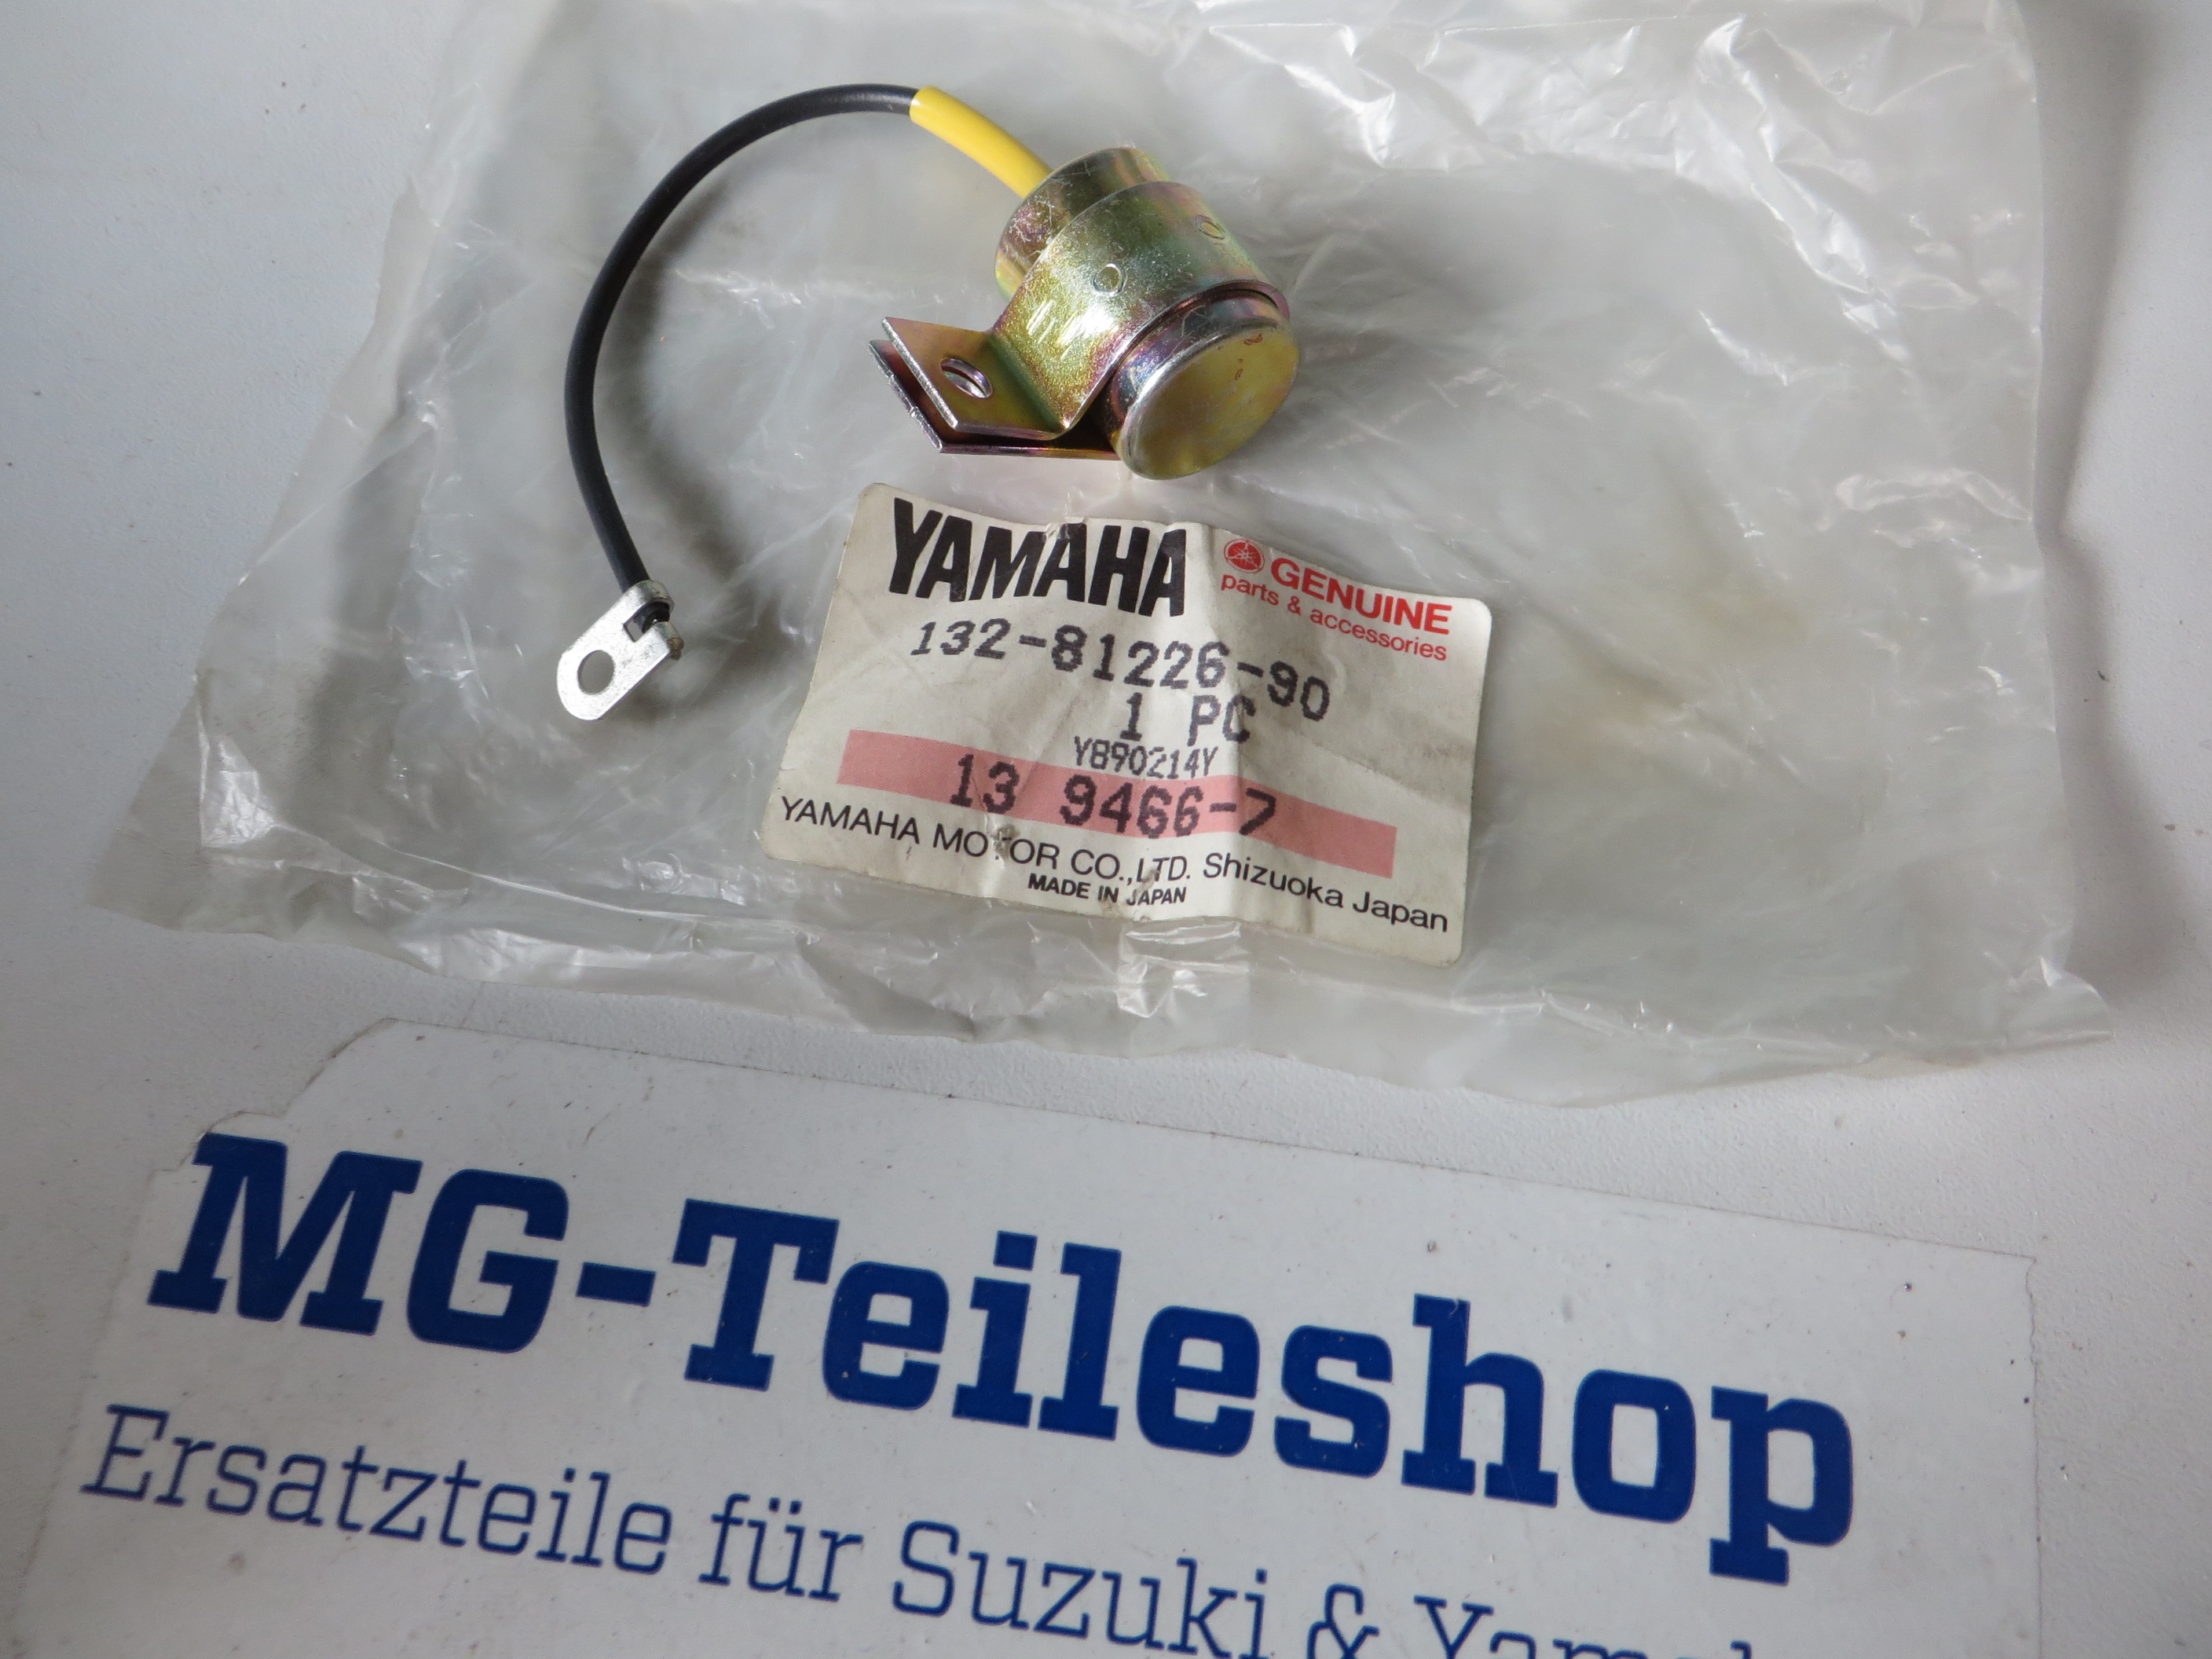 YAMAHA GENUINE
parts & accessories
132-81226-90
1 PC
Y890214Y
13 9466-7
YAMAHA MOTOR CO.,LTD. Shizuoka Japan
MADE IN JAPAN
MG-Teileshop
Ersatzteile für Suzuki &